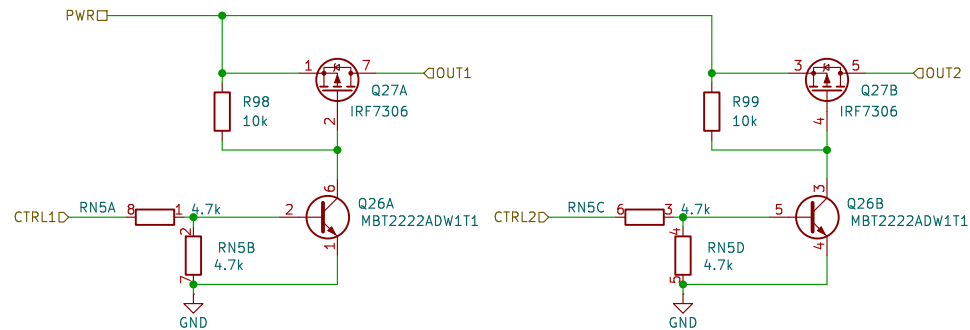 PWR
1 7 OUT1
3 5 OUT2
Q27A
IRF7306
Q27B
IRF7306
R98
10k
R99
10k
2
4
6
3
CTRL1 RN5A 8 1 4.7k 2
Q26A
MBT2222ADW1T1
CTRL2 RN5C 6 3 4.7k 5
Q26B
MBT2222ADW1T1
2
RN5B
4.7k
7
1
4
RN5D
4.7k
5
4
GND
GND